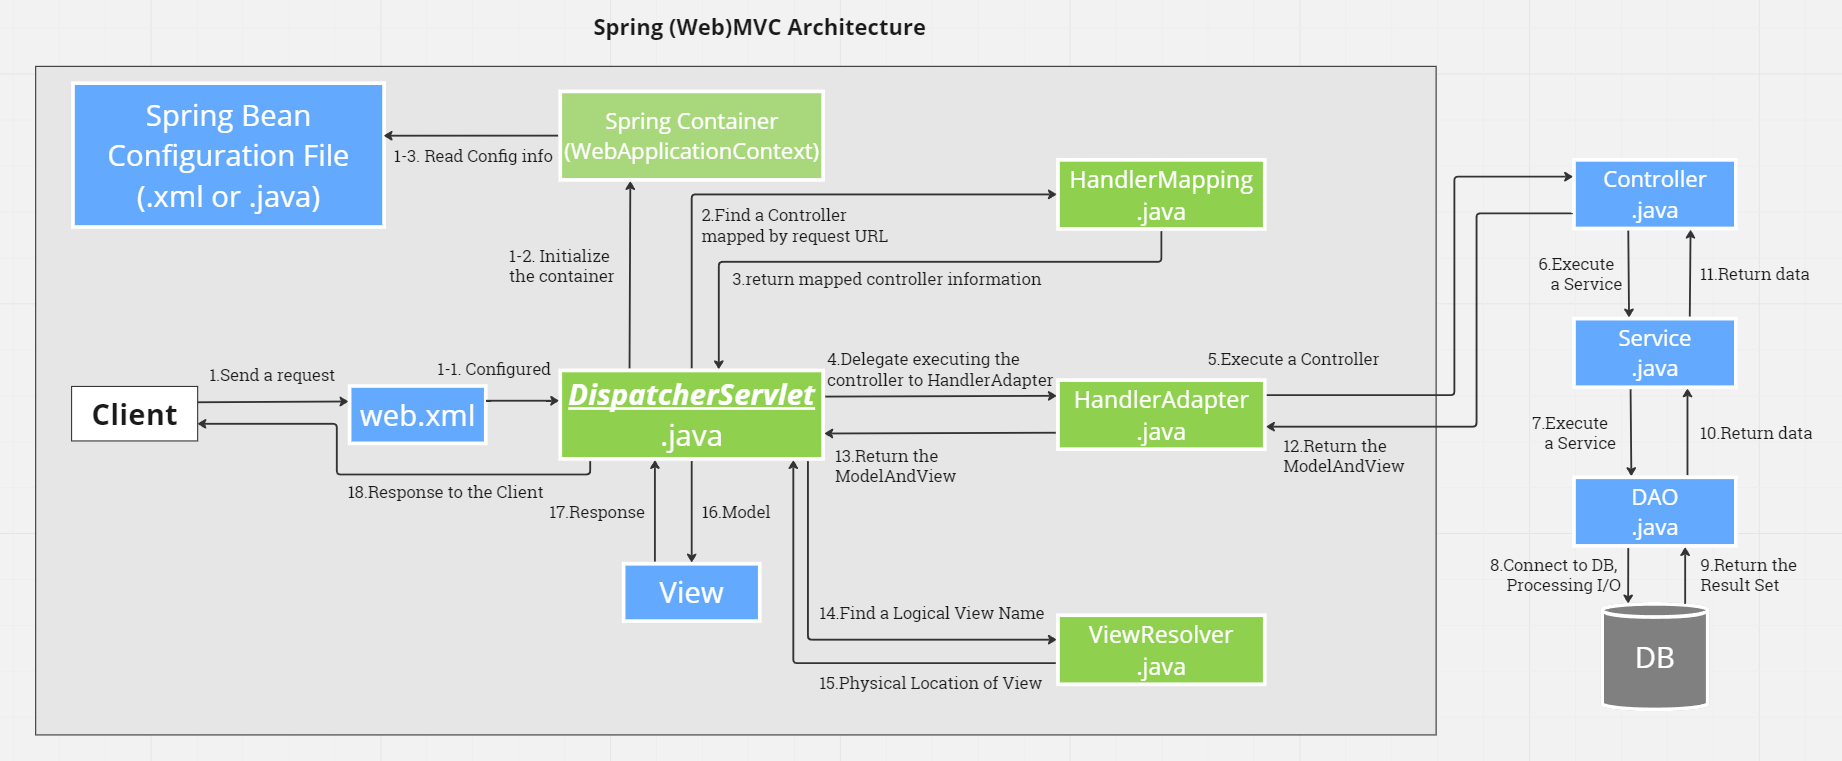 Spring (Web)MVC Architecture
Spring Bean
Configuration File
(.xml or .java)
1-3. Read Config info
Spring Container
(WebApplicationContext)
HandlerMapping
.java
Controller
.java
2.Find a Controller
mapped by request URL
1-2. Initialize
the container
3.return mapped controller information
6.Execute
a Service
11.Return data
Service
.java
1.Send a request
1-1. Configured
4.Delegate executing the
controller to HandlerAdapter
5.Execute a Controller
Client
web.xml
DispatcherServlet
.java
HandlerAdapter
.java
7.Execute
a Service
10.Return data
13.Return the
ModelAndView
12.Return the
ModelAndView
18.Response to the Client
17.Response
16.Model
DAO
.java
8.Connect to DB,
Processing I/O
9.Return the
Result Set
View
14.Find a Logical View Name
ViewResolver
.java
15.Physical Location of View
DB